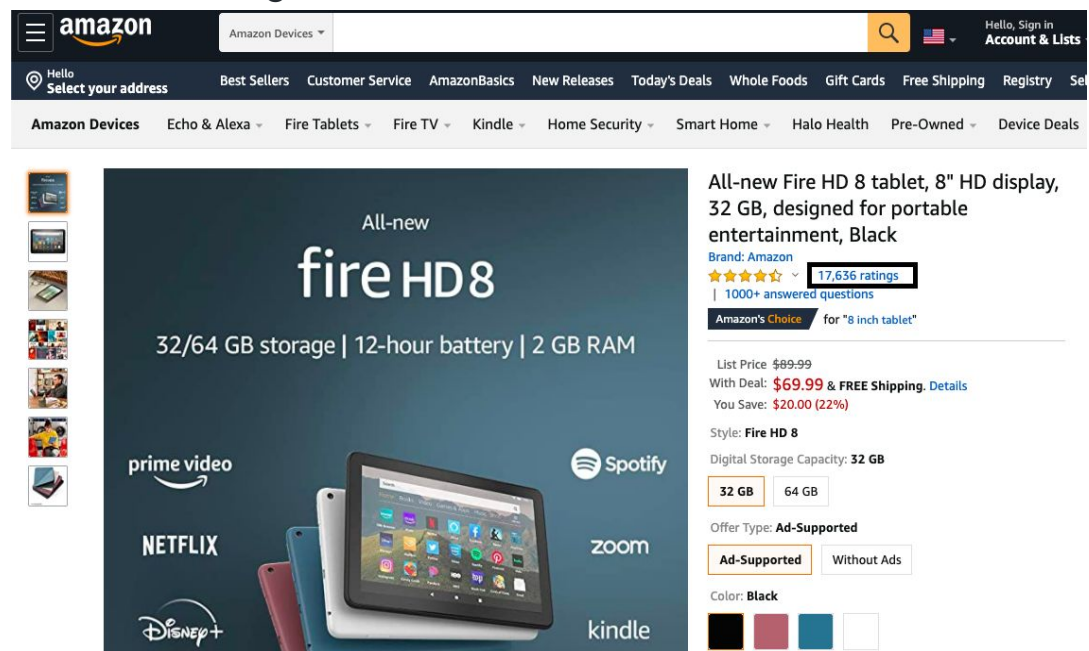 amazon
Amazon Devices
Hello, Sign in
Account & Lists
Hello
Select your address
Best Sellers Customer Service AmazonBasics New Releases Today's Deals Whole Foods Gift Cards Free Shipping Registry Sel
Amazon Devices Echo & Alexa Fire Tablets Fire TV Kindle Home Security Smart Home Halo Health Pre-Owned Device Deals
All-new
fire HD 8
32/64 GB storage | 12-hour battery | 2 GB RAM
prime video
Spotify
NETFLIX
zoom
Disney+
kindle
All-new Fire HD 8 tablet, 8" HD display,
32 GB, designed for portable
entertainment, Black
Brand: Amazon
17,636 ratings
| 1000+ answered questions
Amazon's Choice for "8 inch tablet"
List Price $89.99
With Deal: $69.99 & FREE Shipping. Details
You Save: $20.00 (22%)
Style: Fire HD 8
Digital Storage Capacity: 32 GB
32 GB 64 GB
Offer Type: Ad-Supported
Ad-Supported Without Ads
Color: Black